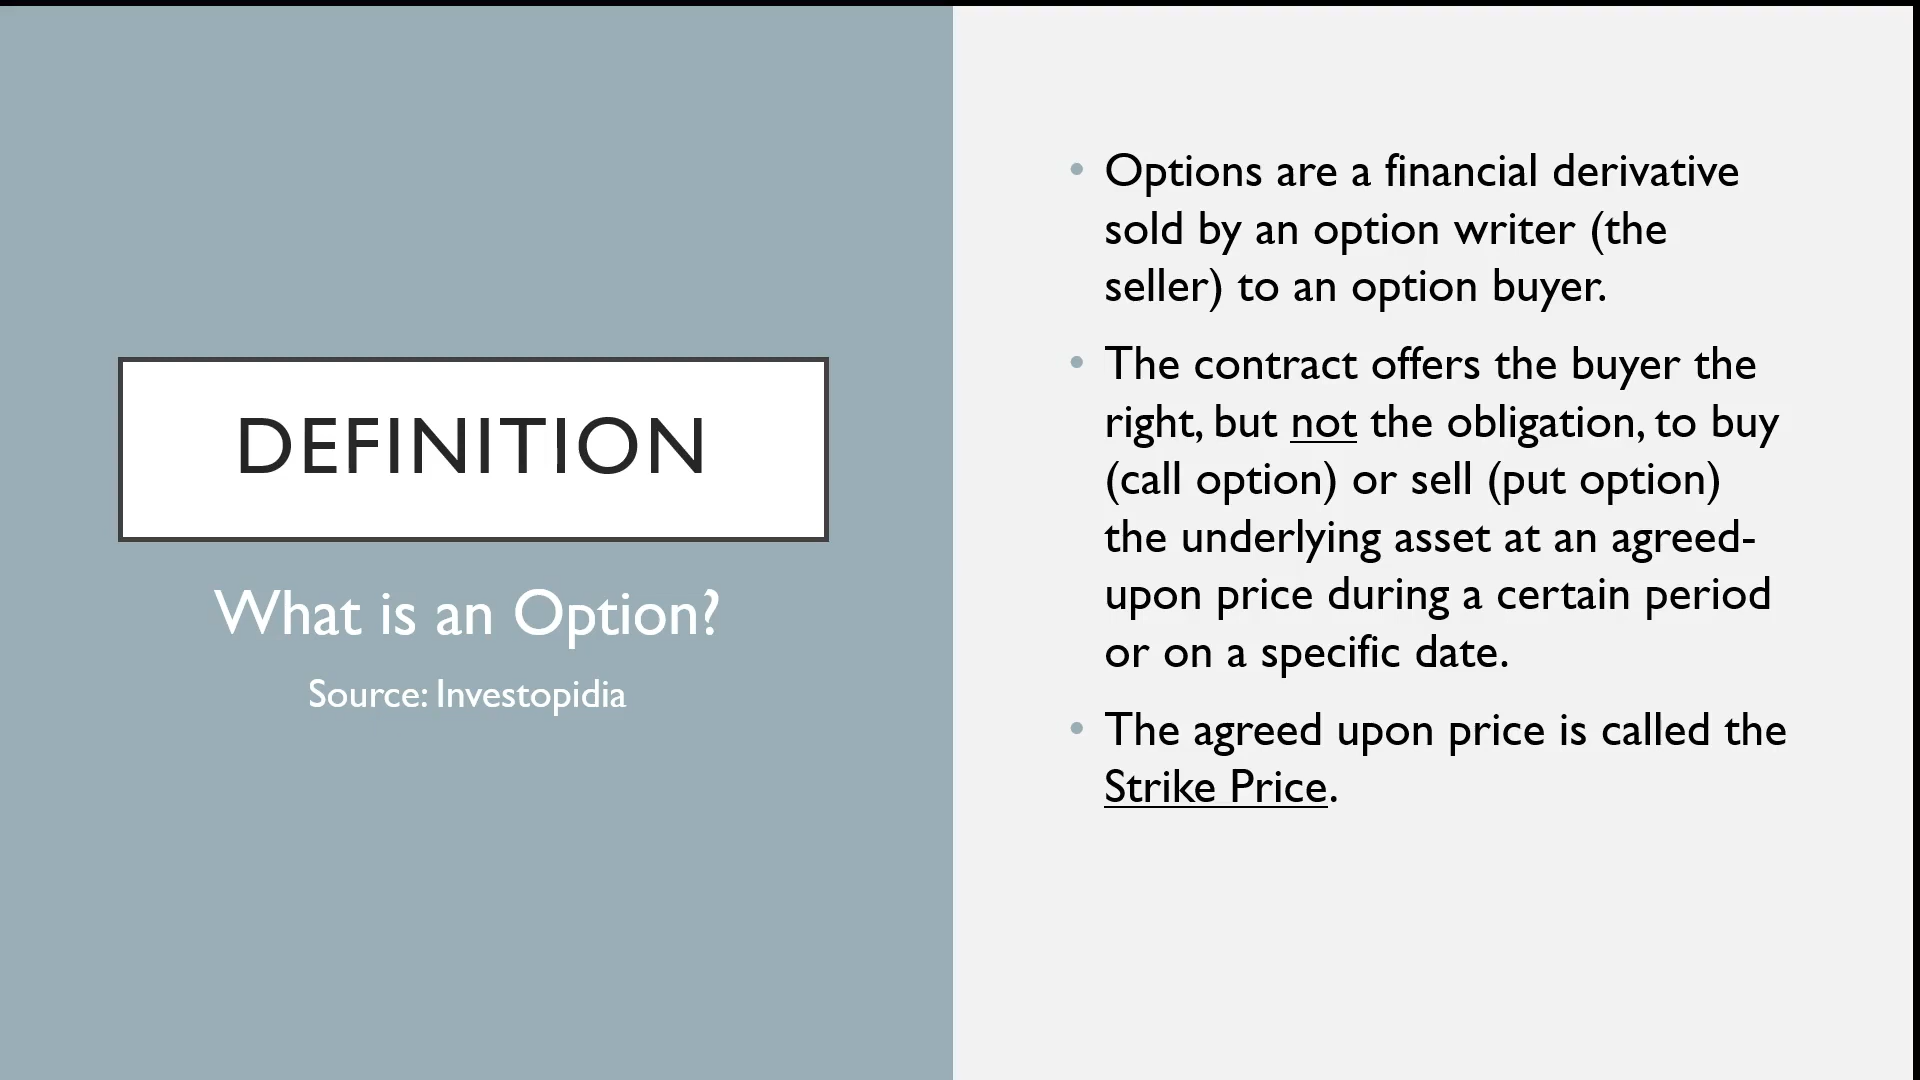 DEFINITION
What is an Option?
Source: Investopidia
• Options are a financial derivative
sold by an option writer (the
seller) to an option buyer.
• The contract offers the buyer the
right, but not the obligation, to buy
(call option) or sell (put option)
the underlying asset at an agreed-
upon price during a certain period
or on a specific date.
• The agreed upon price is called the
Strike Price.